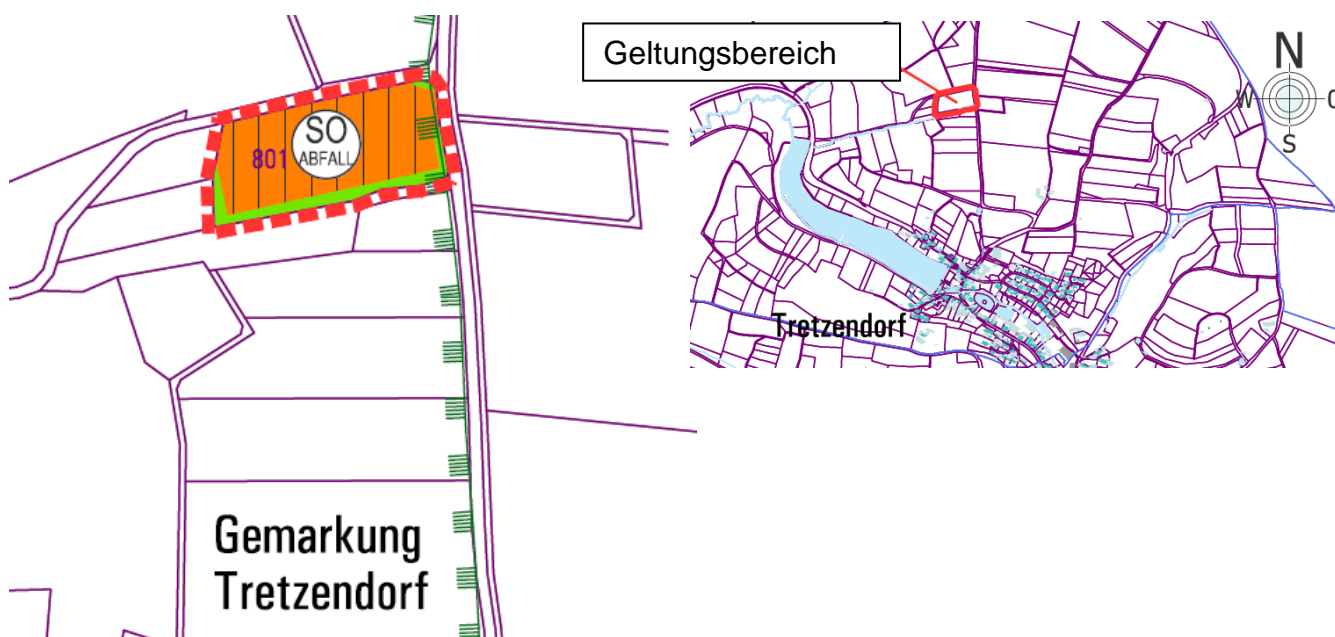 SO
ABFALL
801
Gemarkung
Tretzendorf
Geltungsbereich
N
W
O
S
Tretzendorf